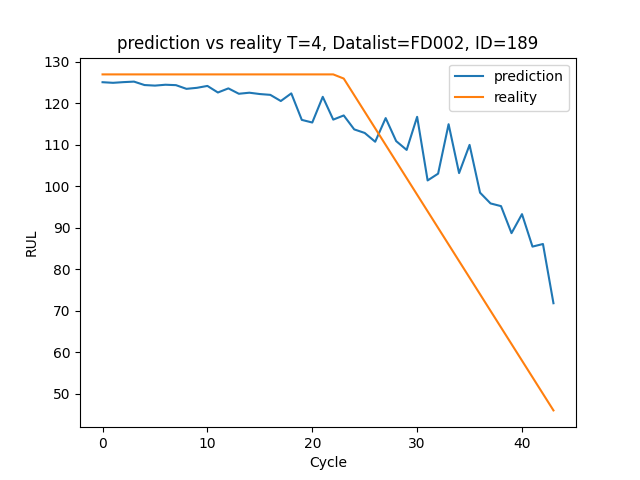 prediction vs reality T=4, Datalist=FD002, ID=189
prediction
reality
130
120
110
100
90
80
70
60
50
RUL
0 10 20 30 40
Cycle